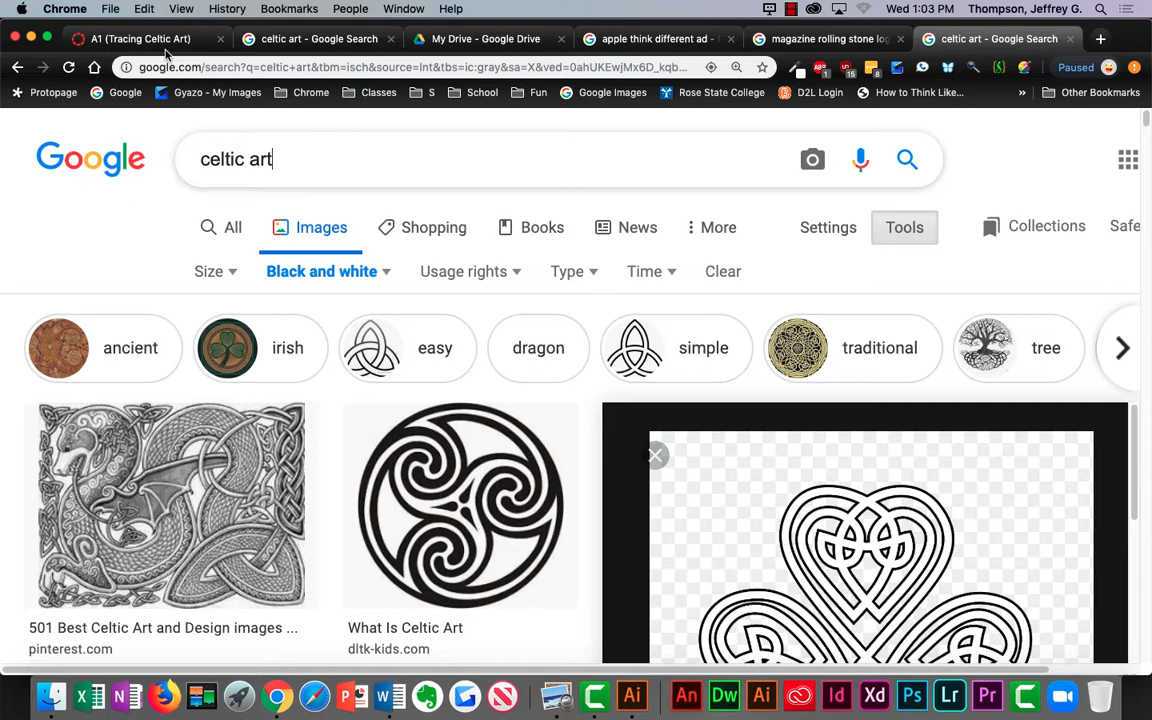 Chrome File Edit View History Bookmarks People Window Help Wed 1:03 PM Thompson, Jeffrey G.
A1 (Tracing Celtic Art) celtic art - Google Search My Drive - Google Drive apple think different ad - magazine rolling stone log celtic art - Google Search
google.com/search?q=celtic+art&tbm=isch&source=lnt&tbs=ic:gray&sa=X&ved=0ahUKEwjMx6D_kqb... Paused
Protopage Google Gyazo - My Images Chrome Classes S School Fun Google Images Rose State College D2L Login How to Think Like... » Other Bookmarks
Google celtic art
All Images Shopping Books News More Settings Tools Collections Safe
Size Black and white Usage rights Type Time Clear
ancient irish easy dragon simple traditional tree
501 Best Celtic Art and Design images ... What Is Celtic Art
pinterest.com dltk-kids.com